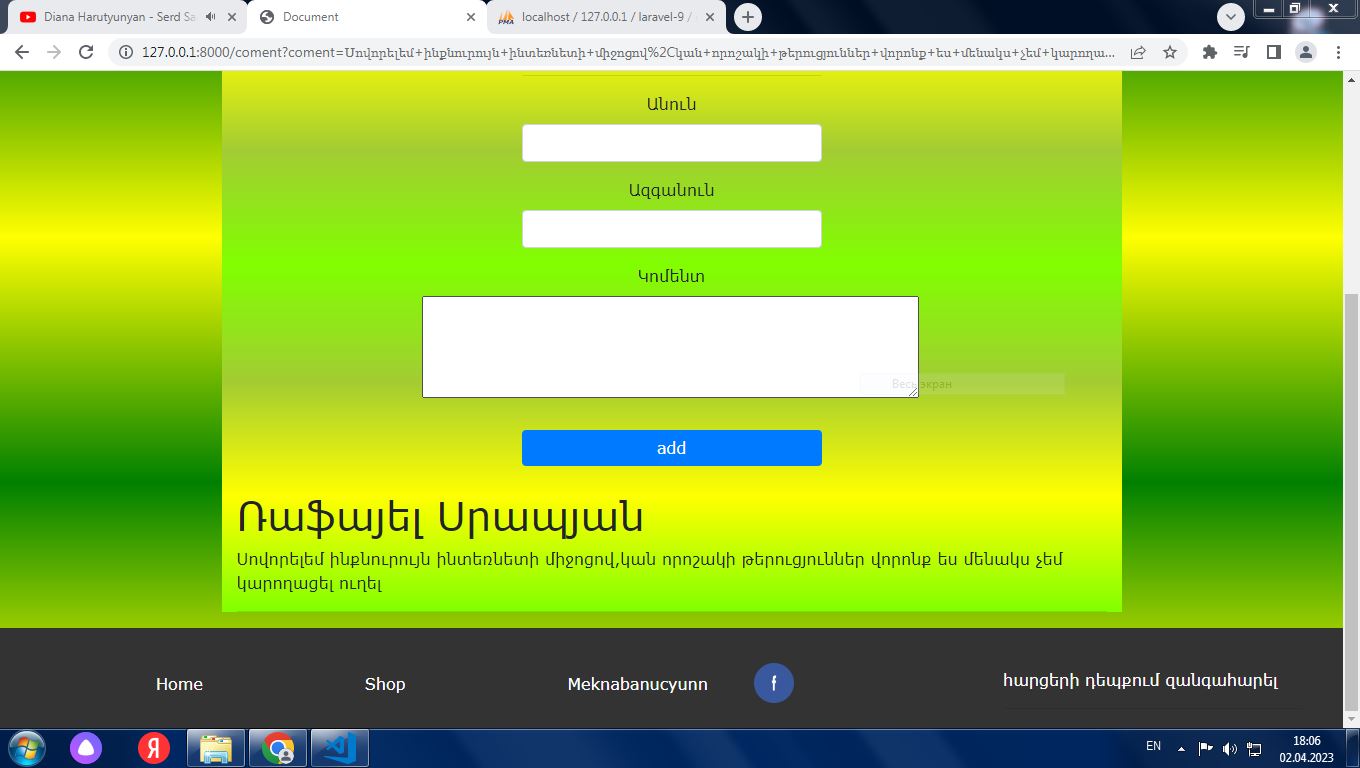 Diana Harutyunyan - Serd Sa
Document
localhost / 127.0.0.1 / laravel-9 /
127.0.0.1:8000/coment?coment=Սովորելեմ+ինքնուրույն+ինտեռնետի+միջոցով%2Cկան+որոշակի+թերուցյուններ+վորոնք+ես+մենակս+չեմ+կարողա...
Անուն
Ազգանուն
Կոմենտ
Весь экран
add
Ռաֆայել Սրապյան
Սովորելեմ ինքնուրույն ինտեռնետի միջոցով,կան որոշակի թերուցյուններ վորոնք ես մենակս չեմ
կարողացել ուղել
Home
Shop
Meknabanucyunn
f
հարցերի դեպքում զանգահարել
Я
EN
18:06
02.04.2023